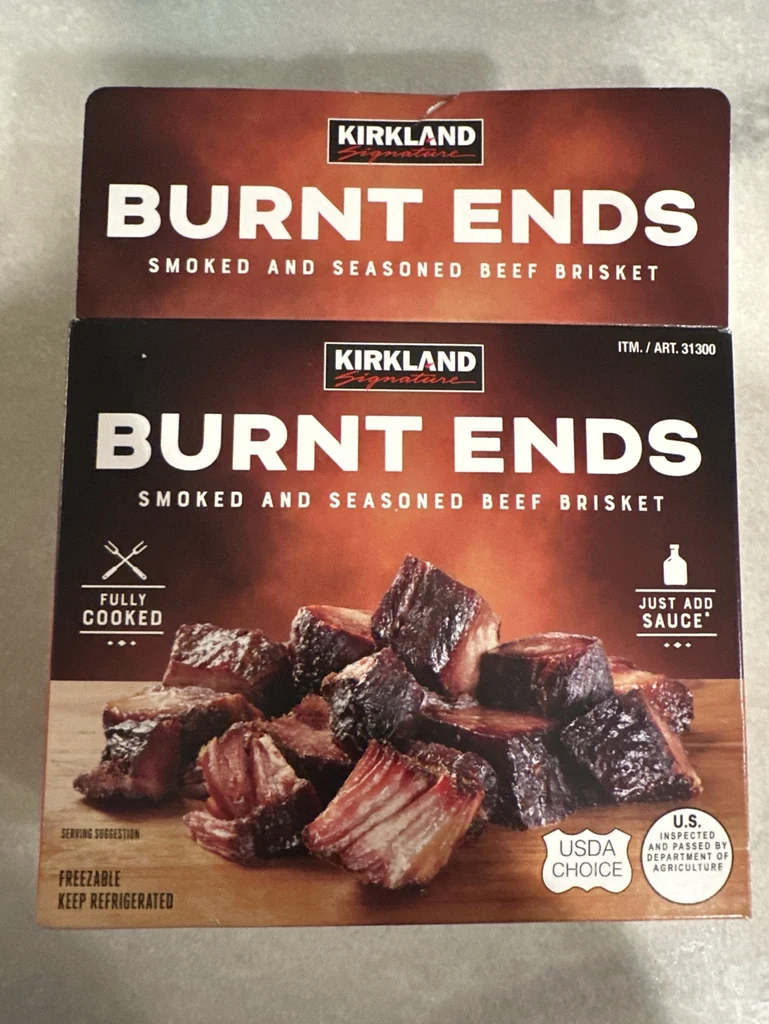 KIRKLAND
Signature
BURNT ENDS
SMOKED AND SEASONED BEEF BRISKET
ITM. / ART. 31300
KIRKLAND
Signature
BURNT ENDS
SMOKED AND SEASONED BEEF BRISKET
FULLY
COOKED
JUST ADD
SAUCE*
SERVING SUGGESTION
FREEZABLE
KEEP REFRIGERATED
USDA
CHOICE
U.S.
INSPECTED
AND PASSED BY
DEPARTMENT OF
AGRICULTURE